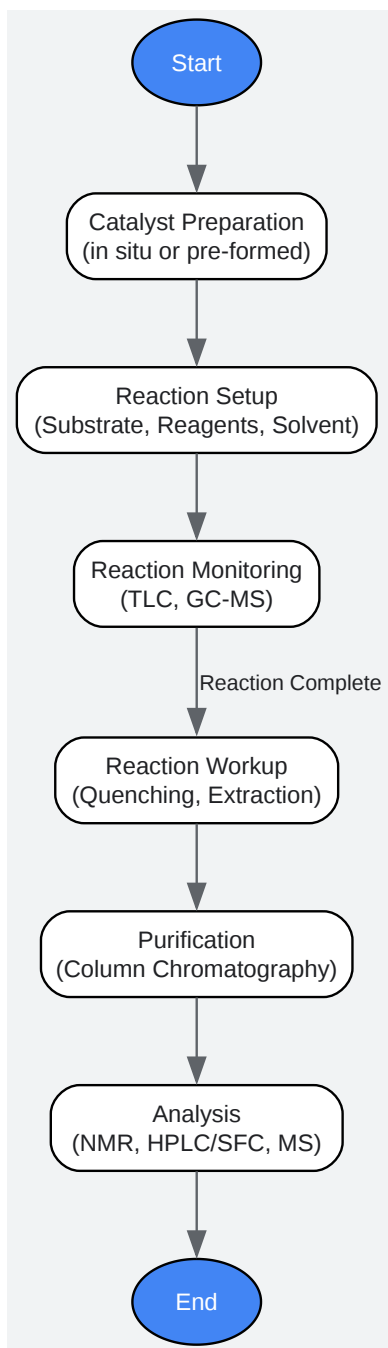 Start
Catalyst Preparation
(in situ or pre-formed)
Reaction Setup
(Substrate, Reagents, Solvent)
Reaction Monitoring
(TLC, GC-MS)
Reaction Complete
Reaction Workup
(Quenching, Extraction)
Purification
(Column Chromatography)
Analysis
(NMR, HPLC/SFC, MS)
End